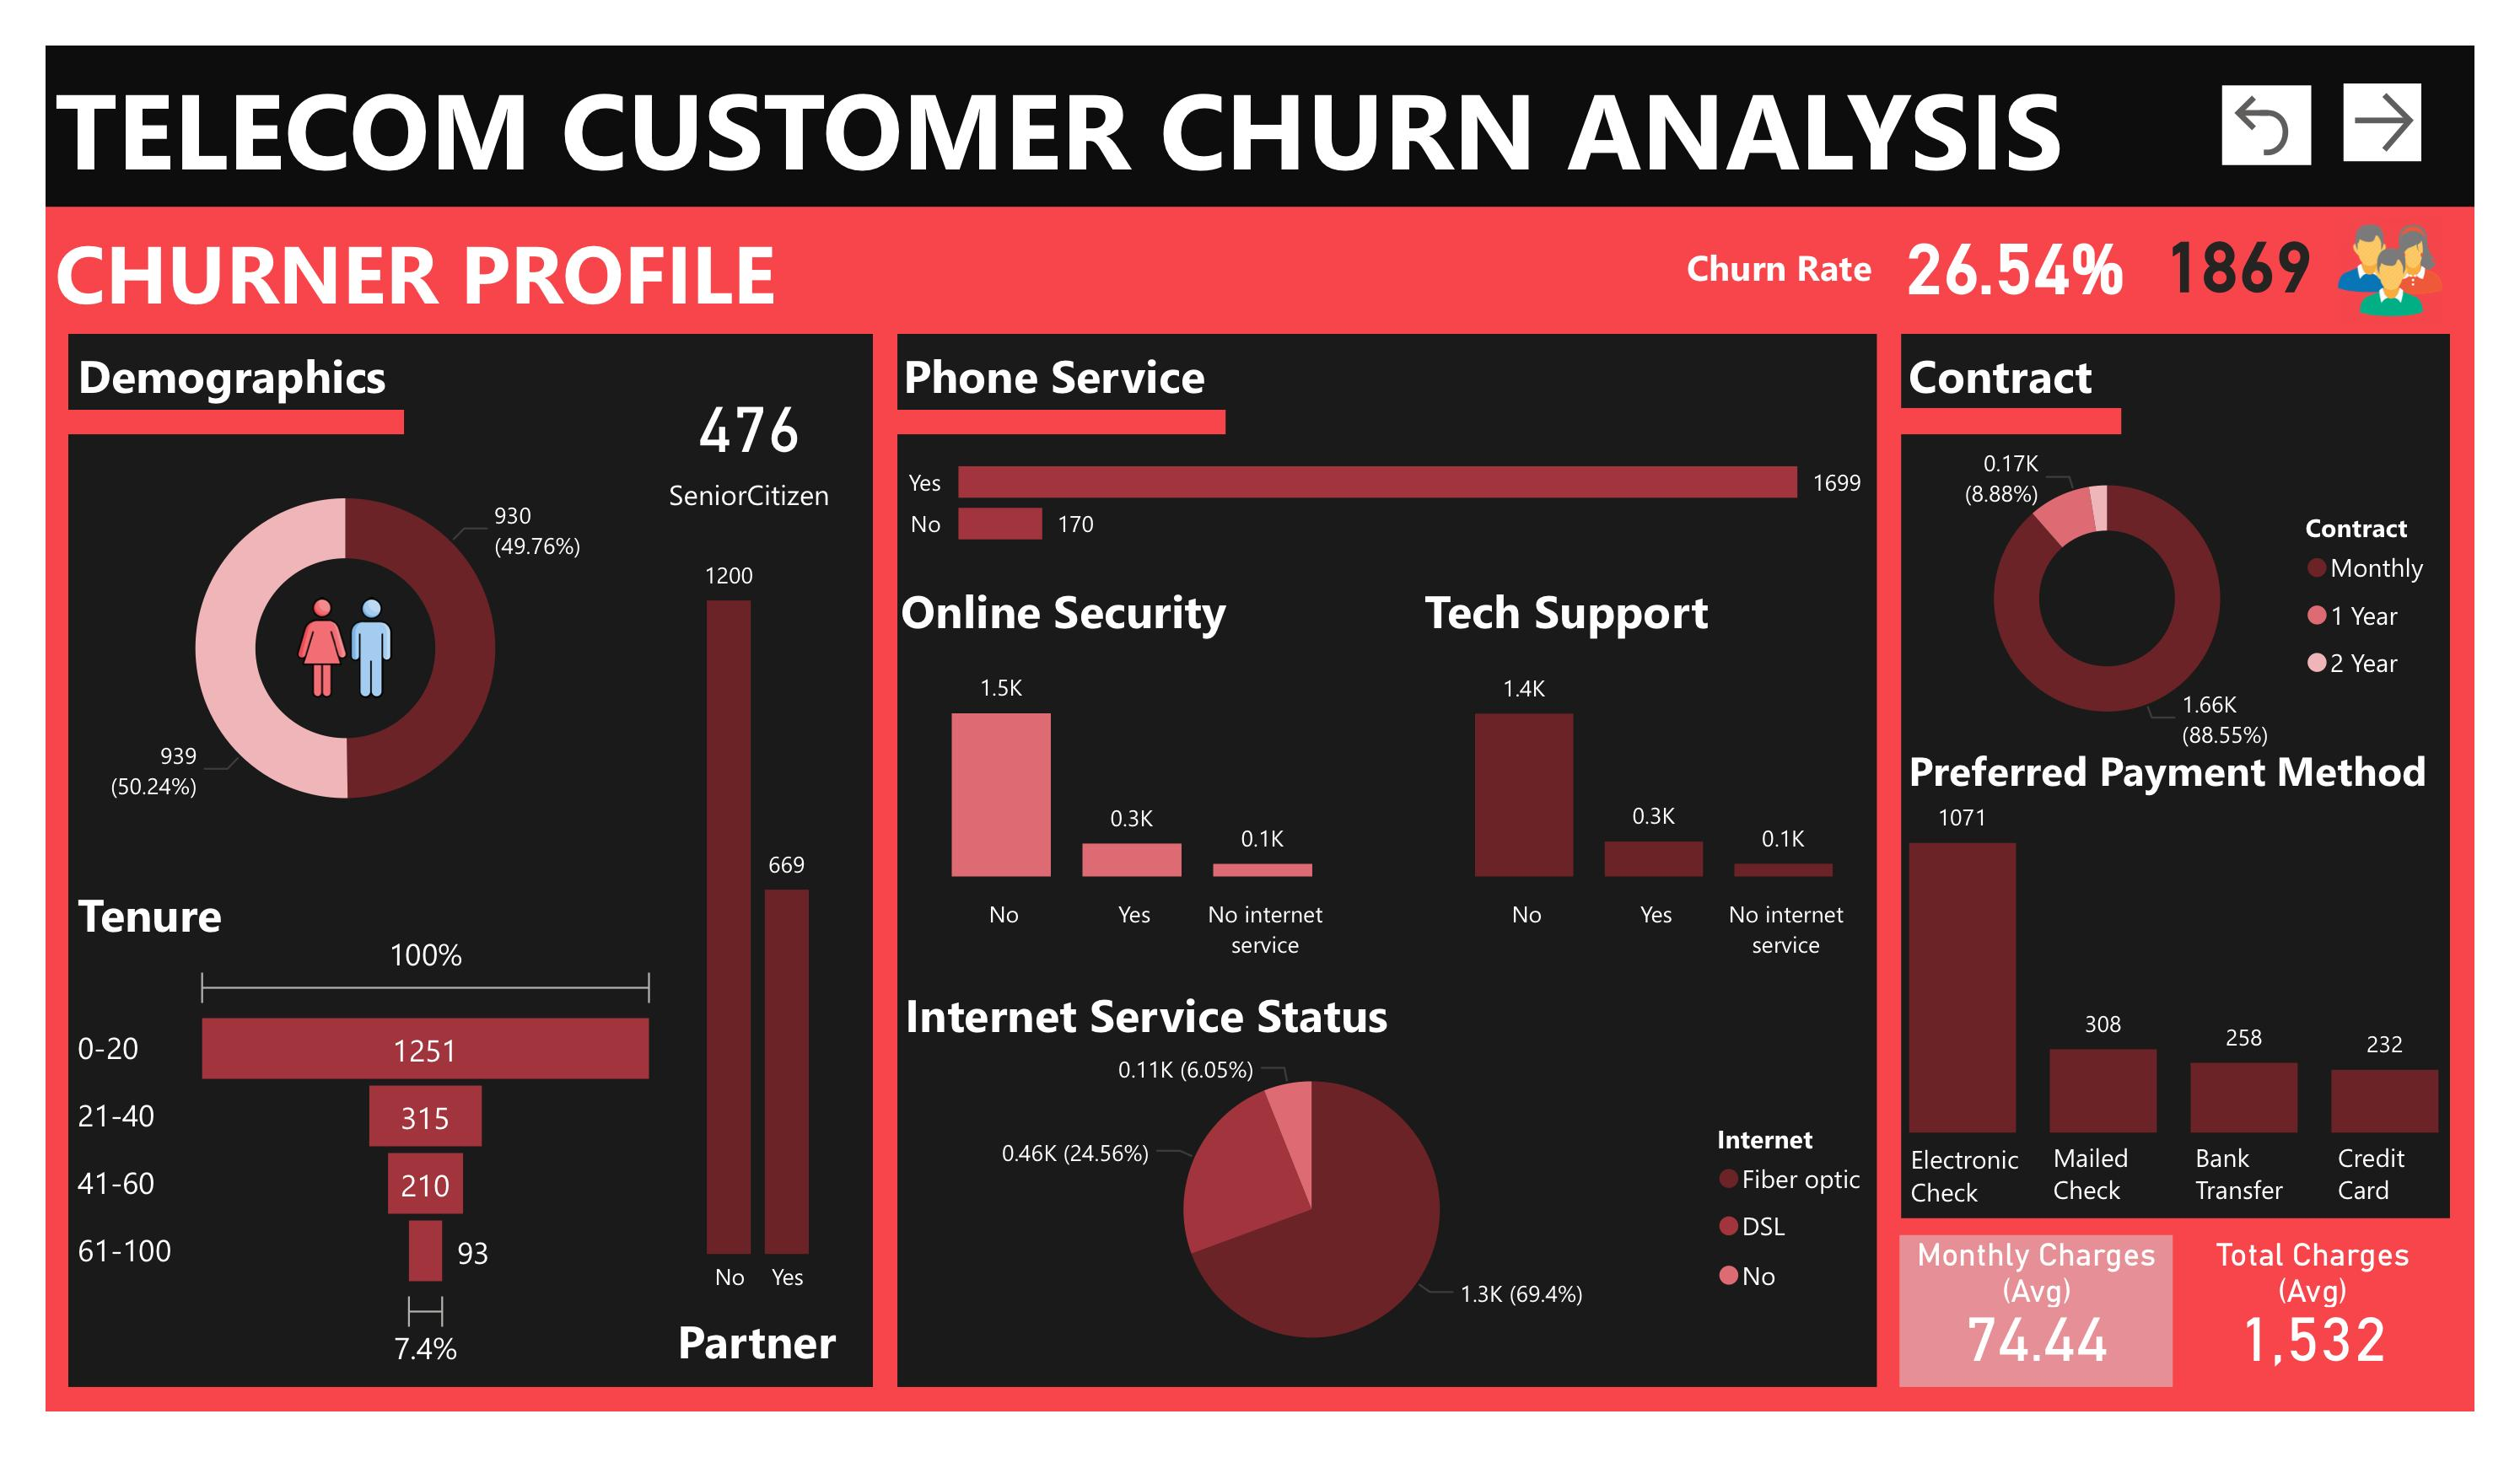 TELECOM CUSTOMER CHURN ANALYSIS
CHURNER PROFILE
Churn Rate 26.54% 1869
Demographics
476
SeniorCitizen
930
(49.76%)
939
(50.24%)
Tenure
100%
0-20 1251
21-40 315
41-60 210
61-100 93
7.4%
1200
669
No Yes
Partner
Phone Service
Yes 1699
No 170
Online Security
1.5K
0.3K
0.1K
No Yes No internet
service
Tech Support
1.4K
0.3K
0.1K
No Yes No internet
service
Internet Service Status
0.11K (6.05%)
0.46K (24.56%)
1.3K (69.4%)
Internet
Fiber optic
DSL
No
Contract
0.17K
(8.88%)
1.66K
(88.55%)
Contract
Monthly
1 Year
2 Year
Preferred Payment Method
1071
308
258
232
Electronic
Check
Mailed
Check
Bank
Transfer
Credit
Card
Monthly Charges
(Avg)
74.44
Total Charges
(Avg)
1,532